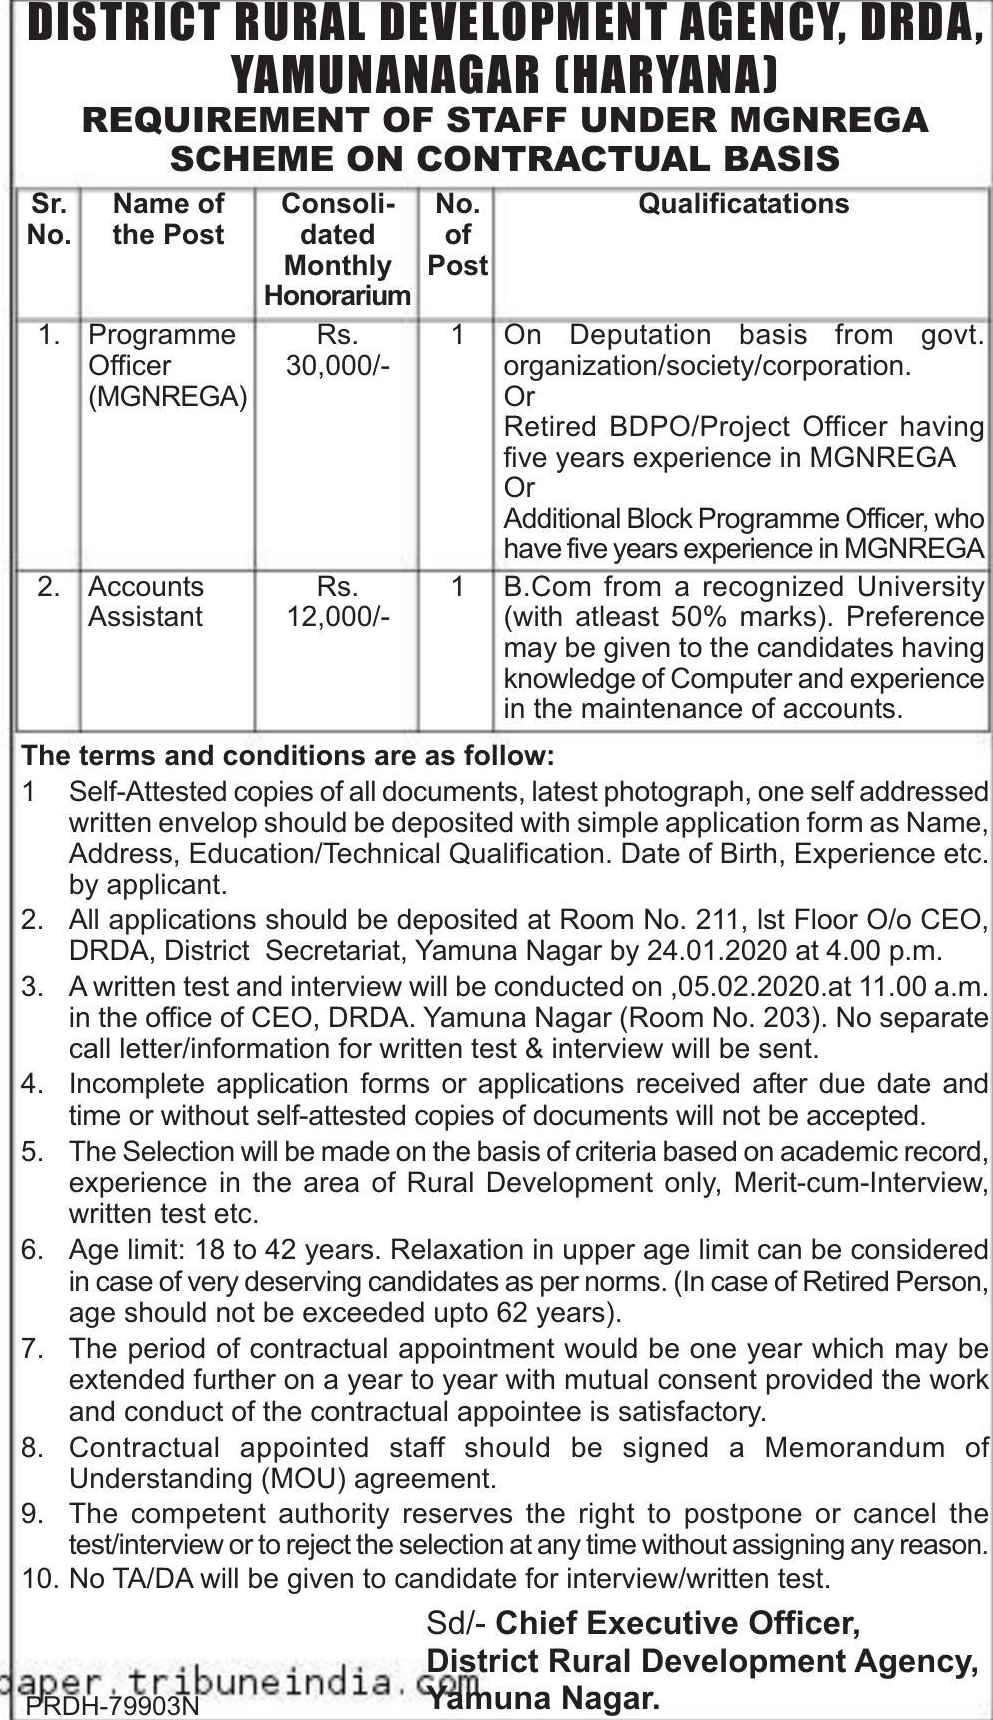 DISTRICT RURAL DEVELOPMENT AGENCY, DRDA,
YAMUNANAGAR (HARYANA)
REQUIREMENT OF STAFF UNDER MGNREGA
SCHEME ON CONTRACTUAL BASIS
Sr. No. | Name of the Post | Consoli-dated Monthly Honorarium | No. of Post | Qualificatations
1. | Programme Officer (MGNREGA) | Rs. 30,000/- | 1 | On Deputation basis from govt.
organization/society/corporation.
Or
Retired BDPO/Project Officer having
five years experience in MGNREGA
Or
Additional Block Programme Officer, who
have five years experience in MGNREGA
2. | Accounts Assistant | Rs. 12,000/- | 1 | B.Com from a recognized University
(with atleast 50% marks). Preference
may be given to the candidates having
knowledge of Computer and experience
in the maintenance of accounts.
The terms and conditions are as follow:
1 Self-Attested copies of all documents, latest photograph, one self addressed
written envelop should be deposited with simple application form as Name,
Address, Education/Technical Qualification. Date of Birth, Experience etc.
by applicant.
2. All applications should be deposited at Room No. 211, Ist Floor O/o CEO,
DRDA, District Secretariat, Yamuna Nagar by 24.01.2020 at 4.00 p.m.
3. A written test and interview will be conducted on ,05.02.2020.at 11.00 a.m.
in the office of CEO, DRDA. Yamuna Nagar (Room No. 203). No separate
call letter/information for written test & interview will be sent.
4. Incomplete application forms or applications received after due date and
time or without self-attested copies of documents will not be accepted.
5. The Selection will be made on the basis of criteria based on academic record,
experience in the area of Rural Development only, Merit-cum-Interview,
written test etc.
6. Age limit: 18 to 42 years. Relaxation in upper age limit can be considered
in case of very deserving candidates as per norms. (In case of Retired Person,
age should not be exceeded upto 62 years).
7. The period of contractual appointment would be one year which may be
extended further on a year to year with mutual consent provided the work
and conduct of the contractual appointee is satisfactory.
8. Contractual appointed staff should be signed a Memorandum of
Understanding (MOU) agreement.
9. The competent authority reserves the right to postpone or cancel the
test/interview or to reject the selection at any time without assigning any reason.
10. No TA/DA will be given to candidate for interview/written test.
Sd/- Chief Executive Officer,
District Rural Development Agency,
Yamuna Nagar.
paper.tribuneindia.com
PRDH-79903N